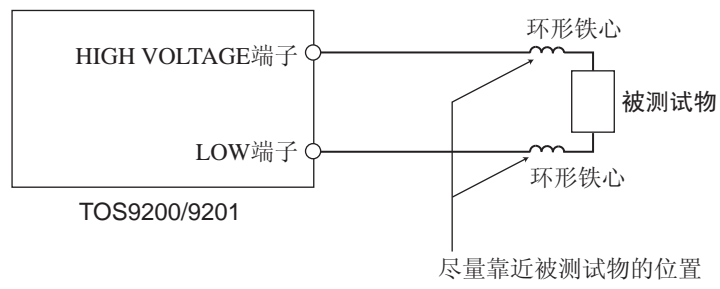 环形铁心
HIGH VOLTAGE端子
被测试物
LOW端子
环形铁心
TOS9200/9201
尽量靠近被测试物的位置